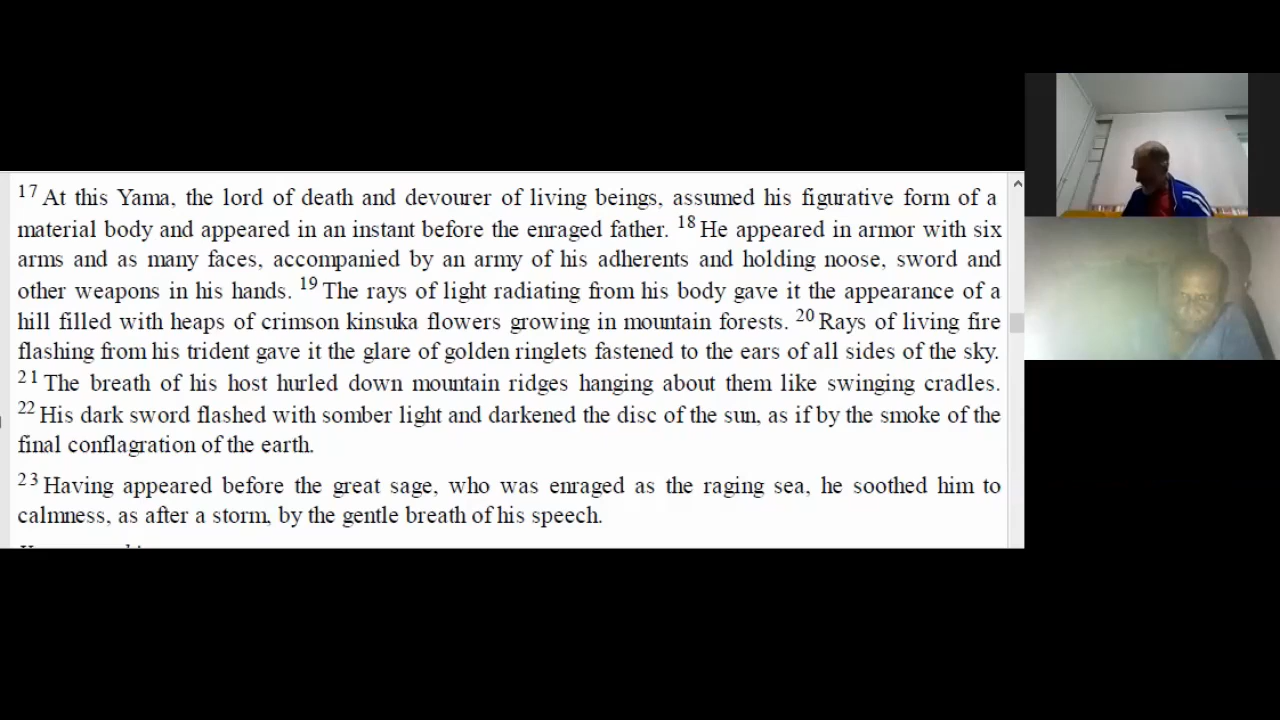 17 At this Yama, the lord of death and devourer of living beings, assumed his figurative form of a
material body and appeared in an instant before the enraged father. 18 He appeared in armor with six
arms and as many faces, accompanied by an army of his adherents and holding noose, sword and
other weapons in his hands. 19 The rays of light radiating from his body gave it the appearance of a
hill filled with heaps of crimson kinsuka flowers growing in mountain forests. 20 Rays of living fire
flashing from his trident gave it the glare of golden ringlets fastened to the ears of all sides of the sky.
21 The breath of his host hurled down mountain ridges hanging about them like swinging cradles.
22 His dark sword flashed with somber light and darkened the disc of the sun, as if by the smoke of the
final conflagration of the earth.
23 Having appeared before the great sage, who was enraged as the raging sea, he soothed him to
calmness, as after a storm, by the gentle breath of his speech.